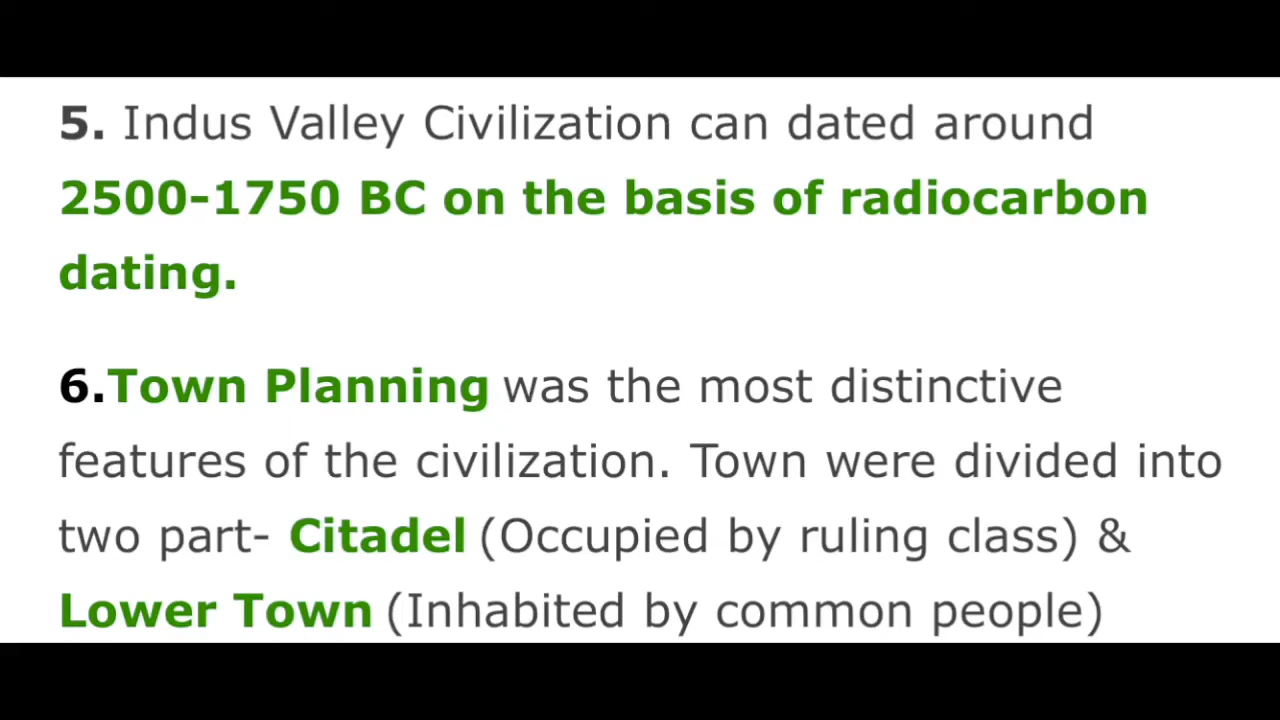 5. Indus Valley Civilization can dated around
2500-1750 BC on the basis of radiocarbon
dating.
6.Town Planning was the most distinctive
features of the civilization. Town were divided into
two part- Citadel (Occupied by ruling class) &
Lower Town (Inhabited by common people)